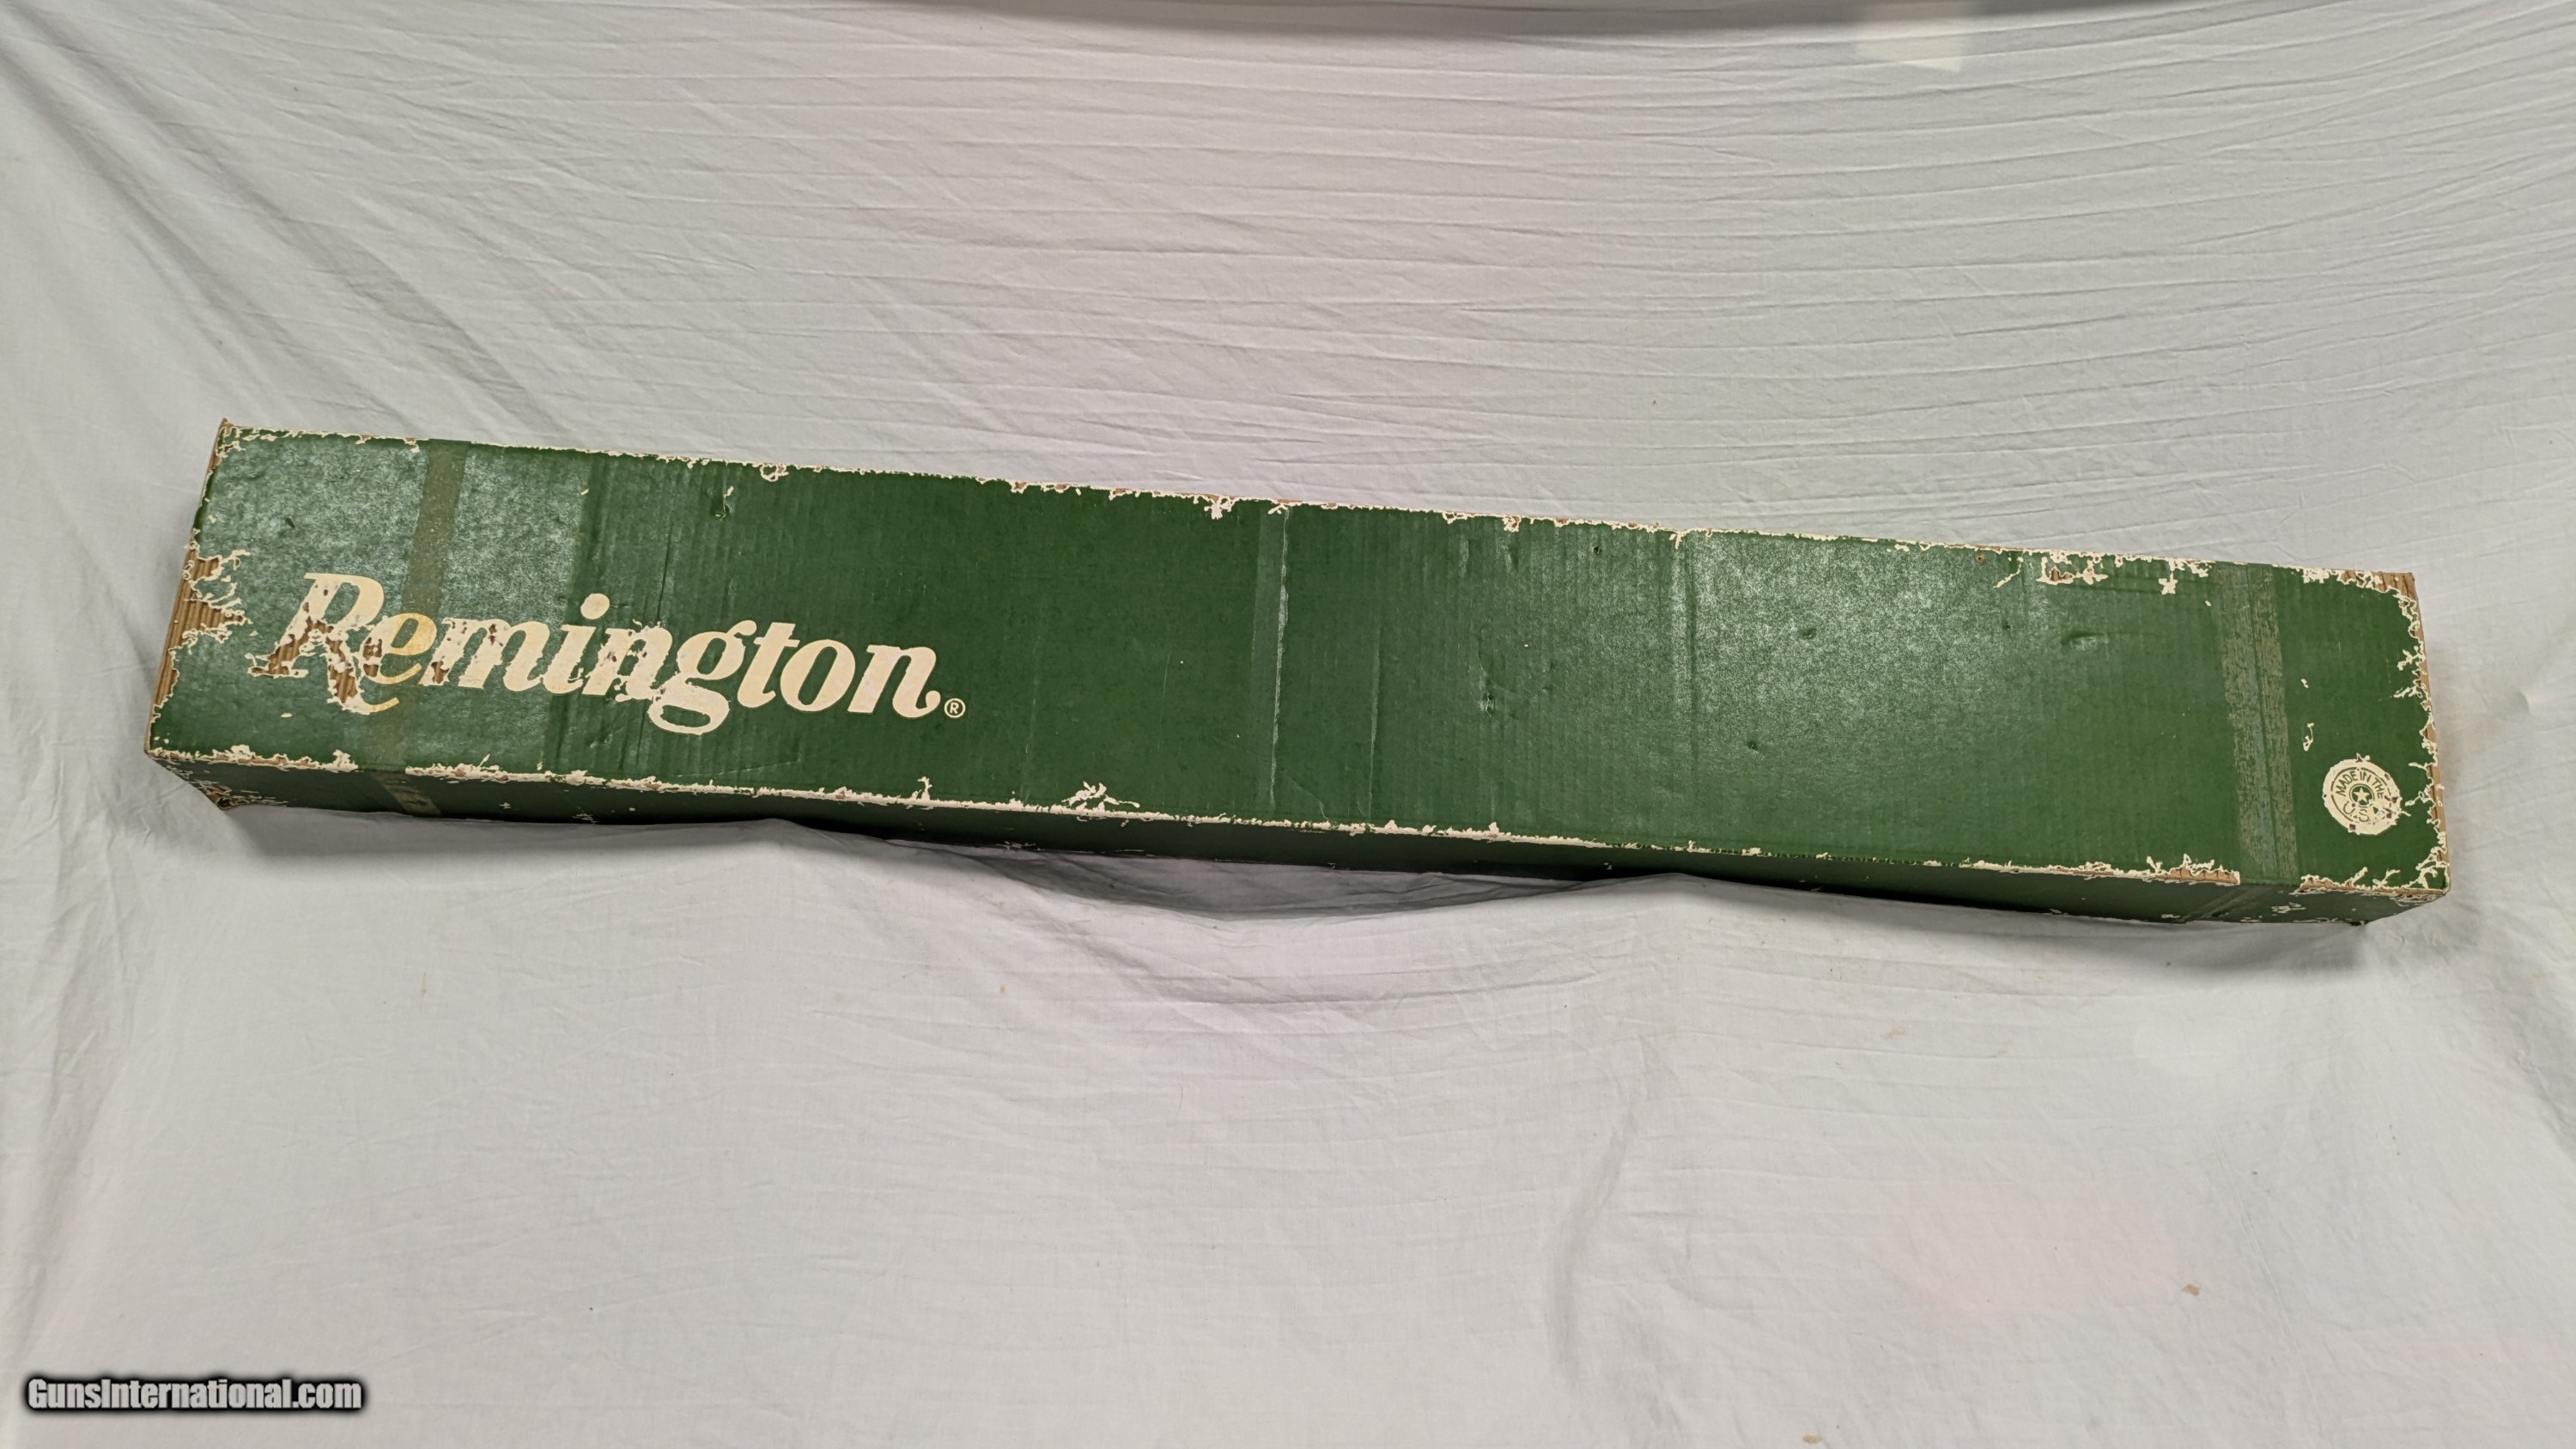 Remington®
MADE IN THE
U.S.A.
GunsInternational.com